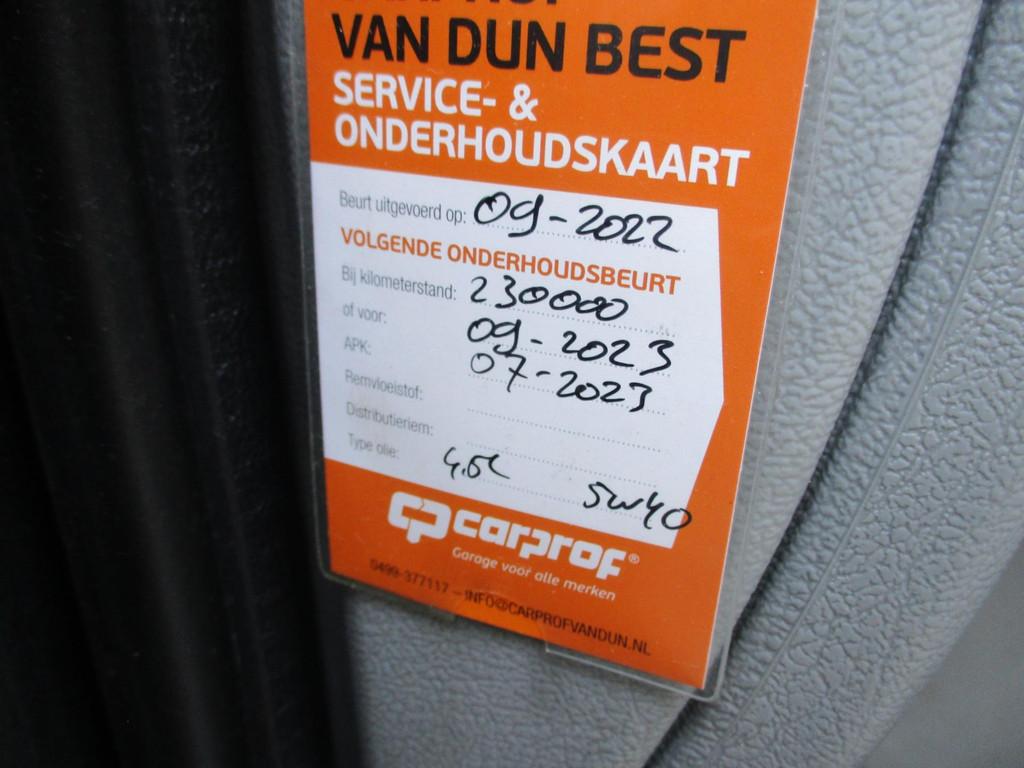 VAN DUN BEST
SERVICE- &
ONDERHOUDSKAART
Beurt uitgevoerd op: 09-2022
VOLGENDE ONDERHOUDSBEURT
Bij kilometerstand: 230000
of voor: 09-2023
APK: 07-2023
Remvloeistof:
Distributieriem:
Type olie: 4.5L 5W40
carprof®
Garage voor alle merken
0499-377117 – INFO@CARPROFVANDUN.NL